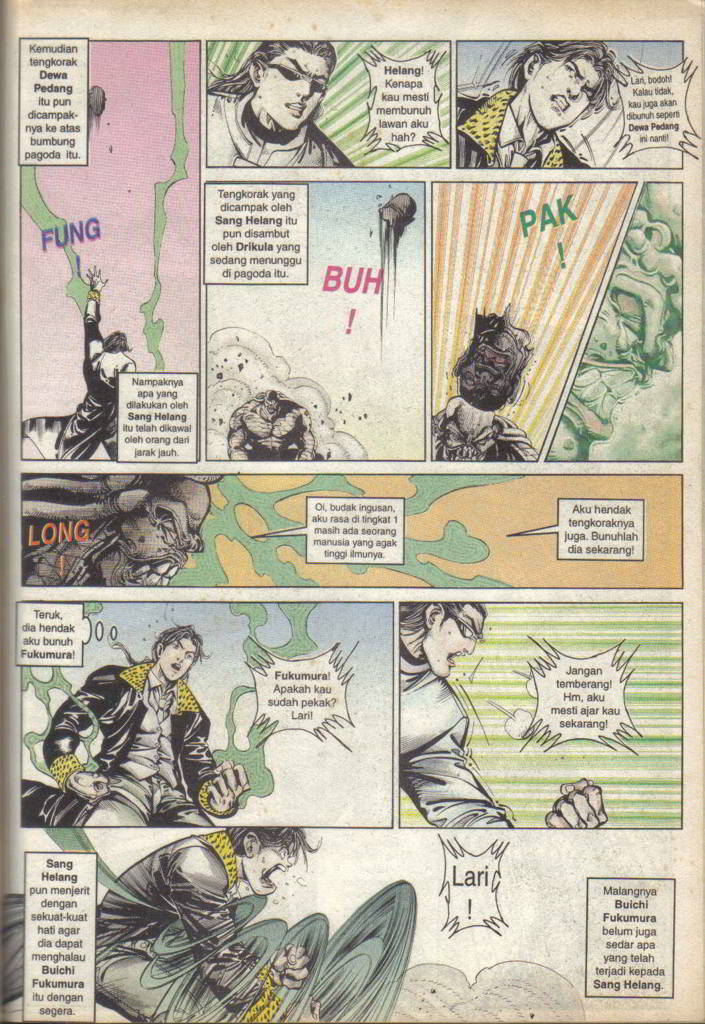 Kemudian
tengkorak
Dewa
Pedang
itu pun
dicampak-
nya ke atas
bumbung
pagoda itu.
FUNG
!
Nampaknya
apa yang
dilakukan oleh
Sang Helang
itu telah dikawal
oleh orang dari
jarak jauh.
Helang!
Kenapa
kau mesti
membunuh
lawan aku
hah?
Lari, bodoh!
Kalau tidak,
kau juga akan
dibunuh seperti
Dewa Pedang
ini nanti!
Tengkorak yang
dicampak oleh
Sang Helang itu
pun disambut
oleh Drikula yang
sedang menunggu
di pagoda itu.
BUH
!
PAK
!
LONG
!
Oi, budak ingusan,
aku rasa di tingkat 1
masih ada seorang
manusia yang agak
tinggi ilmunya.
Aku hendak
tengkoraknya
juga. Bunuhlah
dia sekarang!
Teruk,
dia hendak
aku bunuh
Fukumura!
Fukumura!
Apakah kau
sudah pekak?
Lari!
Jangan
temberang!
Hm, aku
mesti ajar kau
sekarang!
Sang
Helang
pun menjerit
dengan
sekuat-kuat
hati agar
dia dapat
menghalau
Buichi
Fukumura
itu dengan
segera.
Lari
!
Malangnya
Buichi
Fukumura
belum juga
sedar apa
yang telah
terjadi kepada
Sang Helang.